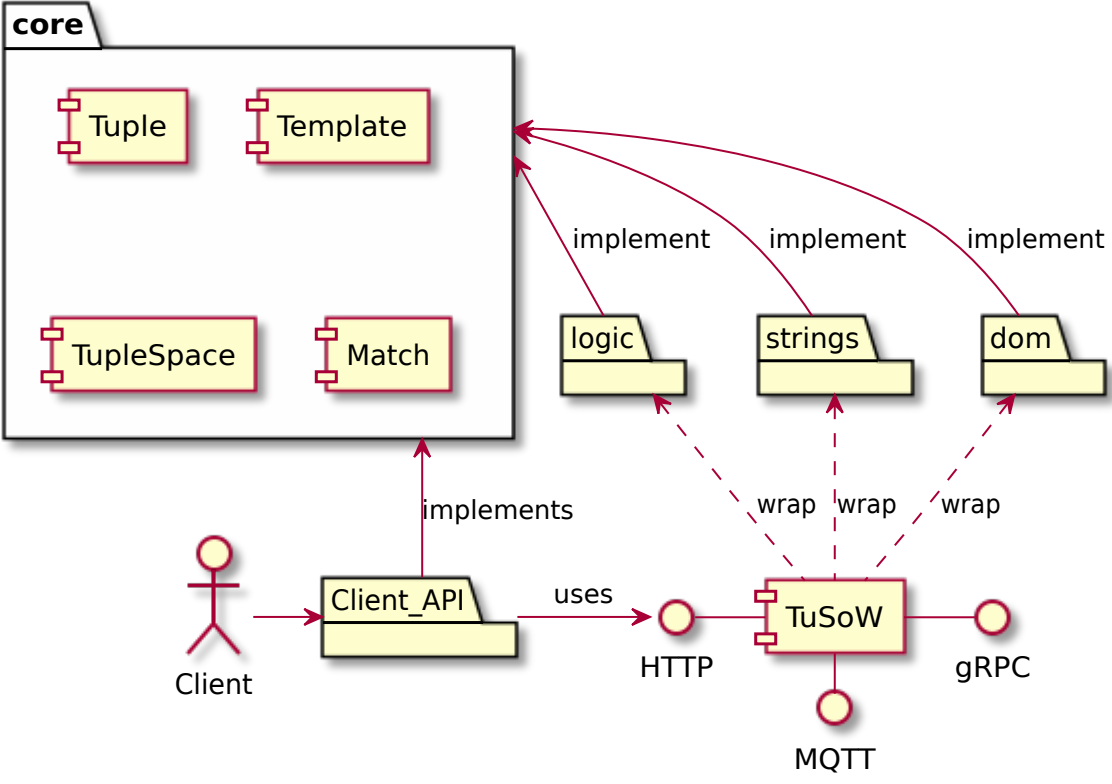 core
Tuple
Template
implement
implement
implement
TupleSpace
Match
logic
strings
dom
implements
wrap
wrap
wrap
Client_API
uses
TuSoW
Client
HTTP
gRPC
MQTT